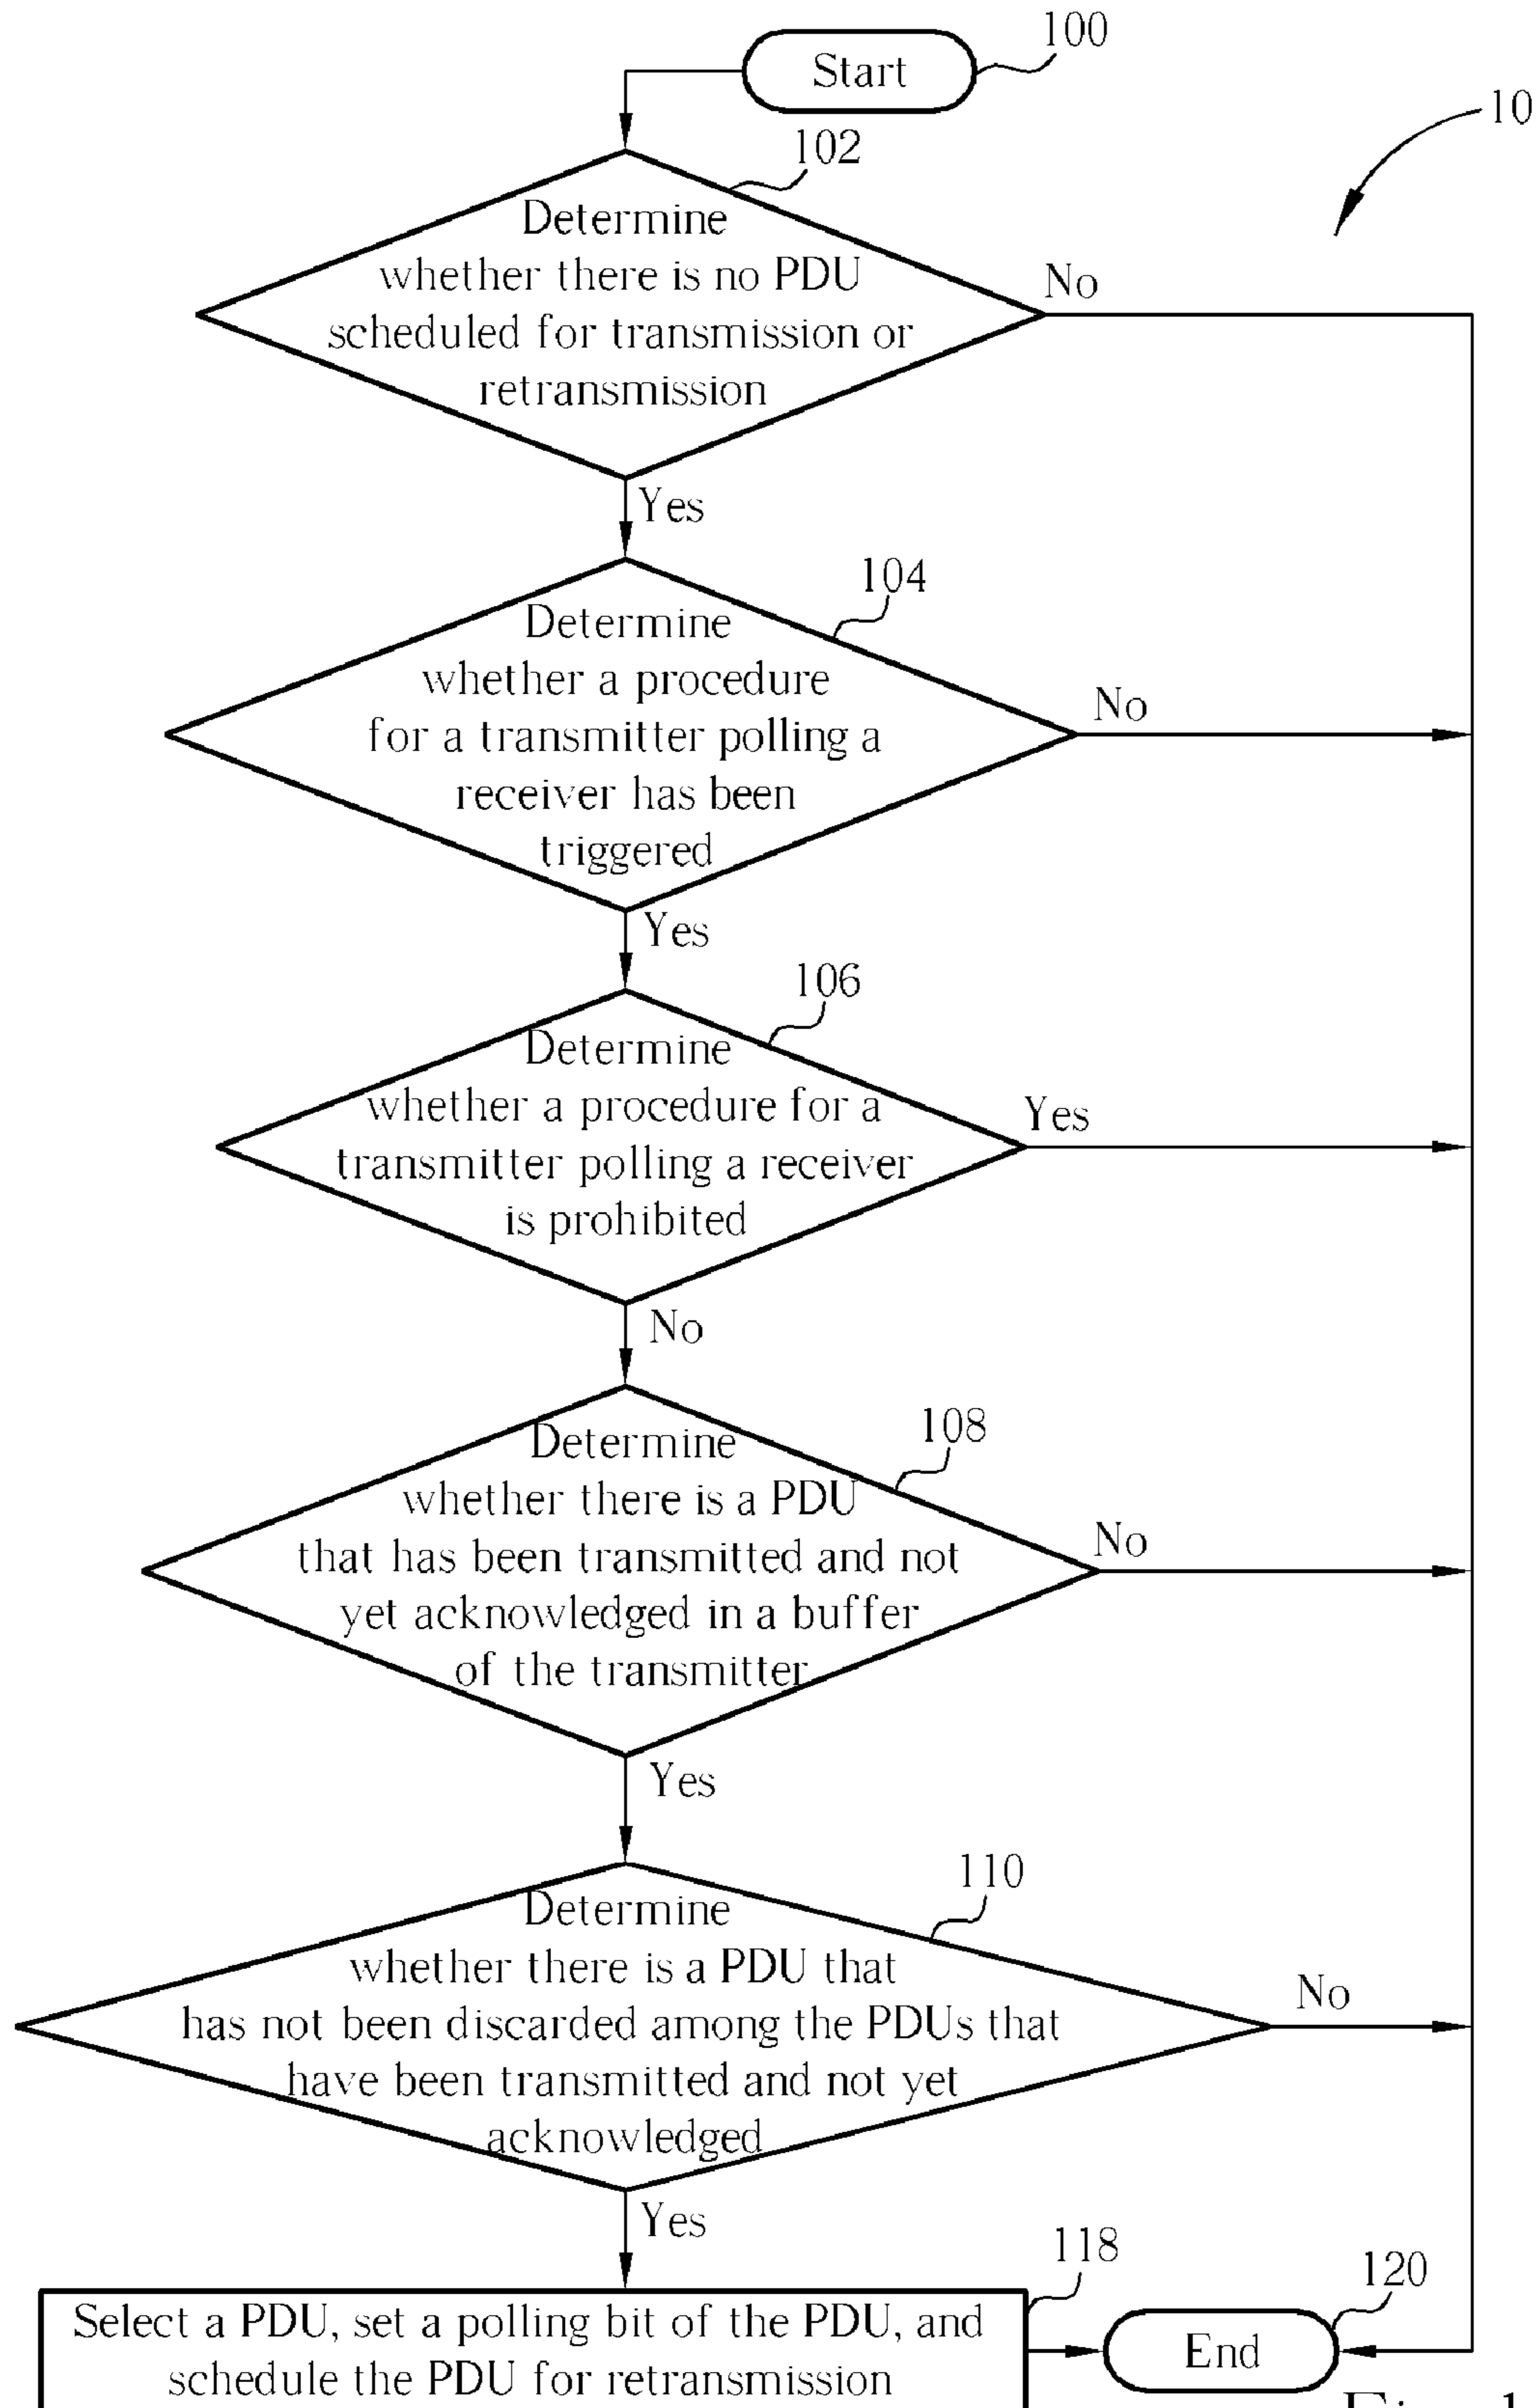 Start
100
10
102
Determine
whether there is no PDU
scheduled for transmission or
retransmission
No
Yes
104
Determine
whether a procedure
for a transmitter polling a
receiver has been
triggered
No
Yes
106
Determine
whether a procedure for a
transmitter polling a receiver
is prohibited
Yes
No
108
Determine
whether there is a PDU
that has been transmitted and not
yet acknowledged in a buffer
of the transmitter
No
Yes
110
Determine
whether there is a PDU that
has not been discarded among the PDUs that
have been transmitted and not yet
acknowledged
No
Yes
118
Select a PDU, set a polling bit of the PDU, and
schedule the PDU for retransmission
120
End